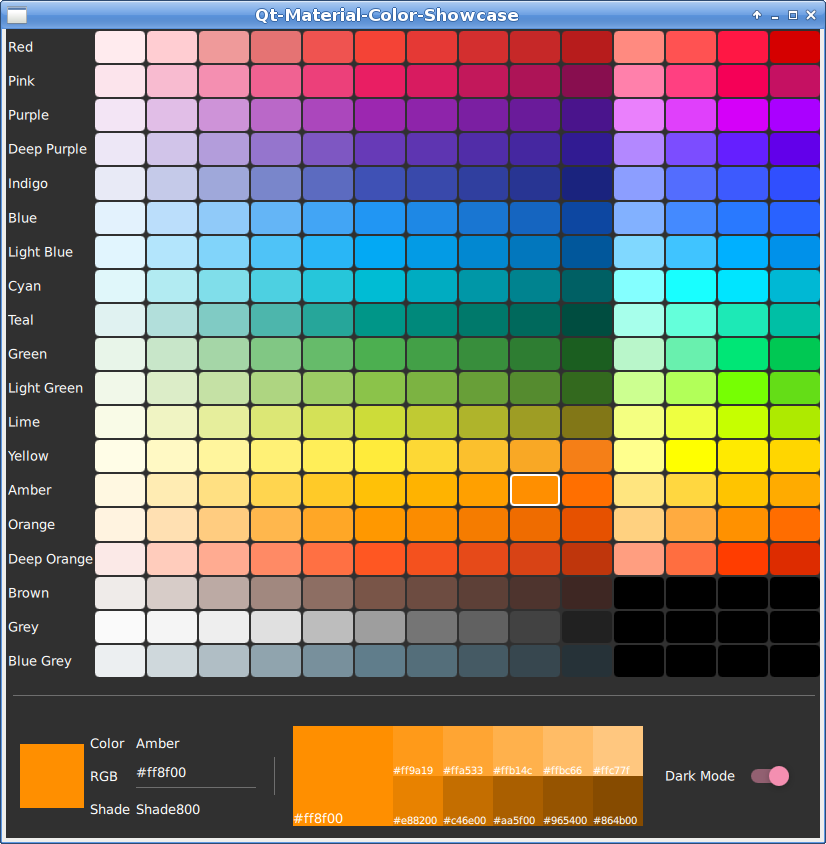 Qt-Material-Color-Showcase
Red
Pink
Purple
Deep Purple
Indigo
Blue
Light Blue
Cyan
Teal
Green
Light Green
Lime
Yellow
Amber
Orange
Deep Orange
Brown
Grey
Blue Grey
Color Amber
RGB #ff8f00
Shade Shade800
#ff8f00
#ff9a19 #ffa533 #ffb14c #ffbc66 #ffc77f
#e88200 #c46e00 #aa5f00 #965400 #864b00
Dark Mode